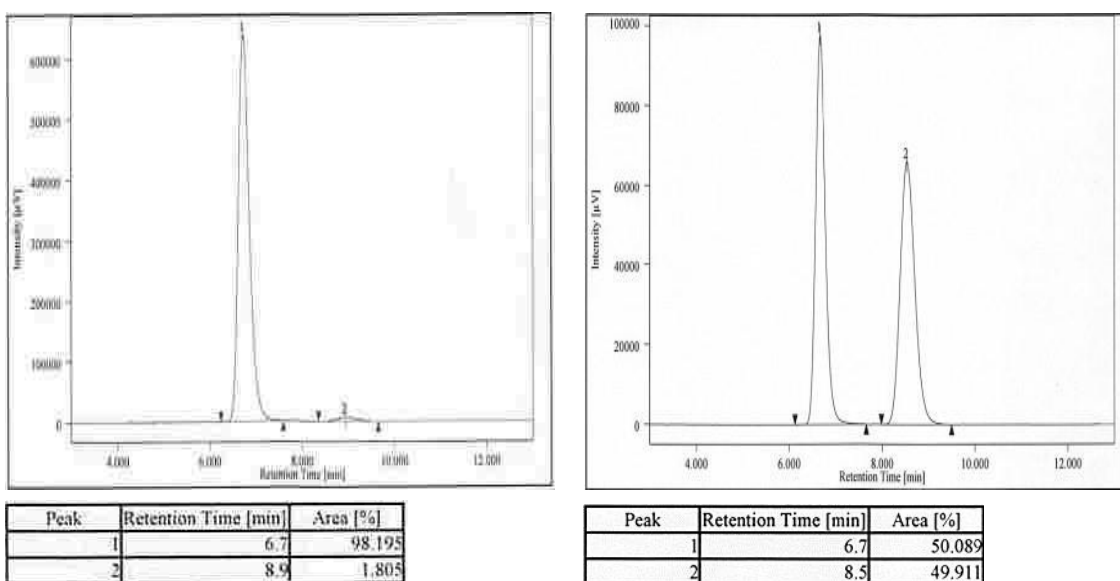 600000
500000
400000
300000
200000
100000
0
Intensity [µV]
1
2
4.000 6.000 8.000 10.000 12.000
Retention Time [min]
Peak Retention Time [min] Area [%]
1 6.7 98.195
2 8.9 1.805
100000
80000
60000
40000
20000
0
Intensity [µV]
2
4.000 6.000 8.000 10.000 12.000
Retention Time [min]
Peak Retention Time [min] Area [%]
1 6.7 50.089
2 8.5 49.911